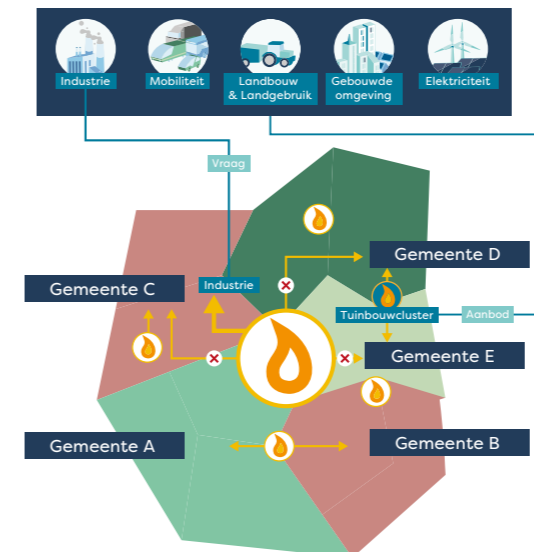 Industrie
Mobiliteit
Landbouw
& Landgebruik
Gebouwde
omgeving
Elektriciteit
Vraag
Gemeente D
Industrie
Gemeente C
Tuinbouwcluster
Aanbod
Gemeente E
Gemeente A
Gemeente B